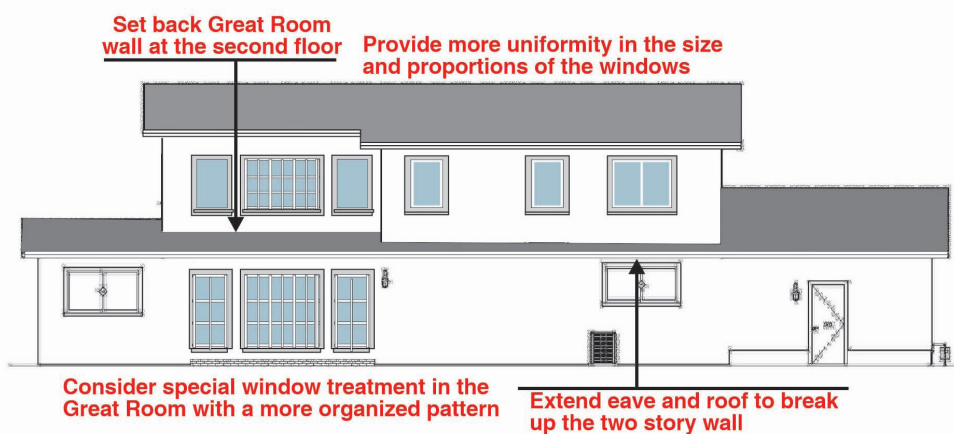 Set back Great Room
wall at the second floor
Provide more uniformity in the size
and proportions of the windows
Consider special window treatment in the
Great Room with a more organized pattern
Extend eave and roof to break
up the two story wall